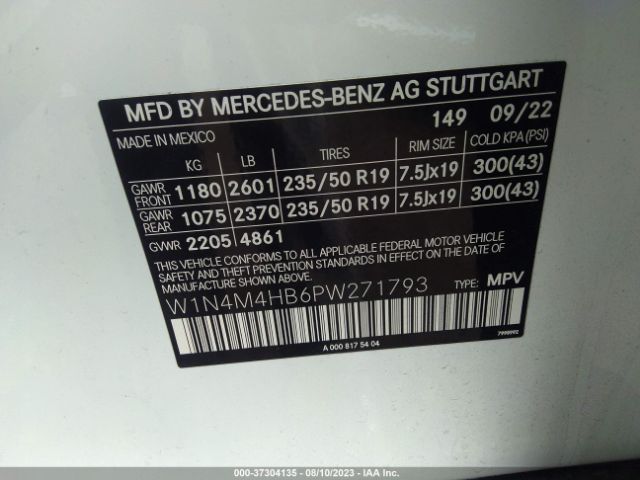 MFD BY MERCEDES-BENZ AG STUTTGART
149 09/22
MADE IN MEXICO
KG LB TIRES RIM SIZE COLD KPA(PSI)
GAWR FRONT 1180 2601 235/50 R19 7.5Jx19 300(43)
GAWR REAR 1075 2370 235/50 R19 7.5Jx19 300(43)
GVWR 2205 4861
THIS VEHICLE CONFORMS TO ALL APPLICABLE FEDERAL MOTOR VEHICLE
SAFETY AND THEFT PREVENTION STANDARDS IN EFFECT ON THE DATE OF
MANUFACTURE SHOWN ABOVE.
W1N4M4HB6PW271793 TYPE: MPV
A 000 817 54 04
000-37304135 - 08/10/2023 - IAA Inc.